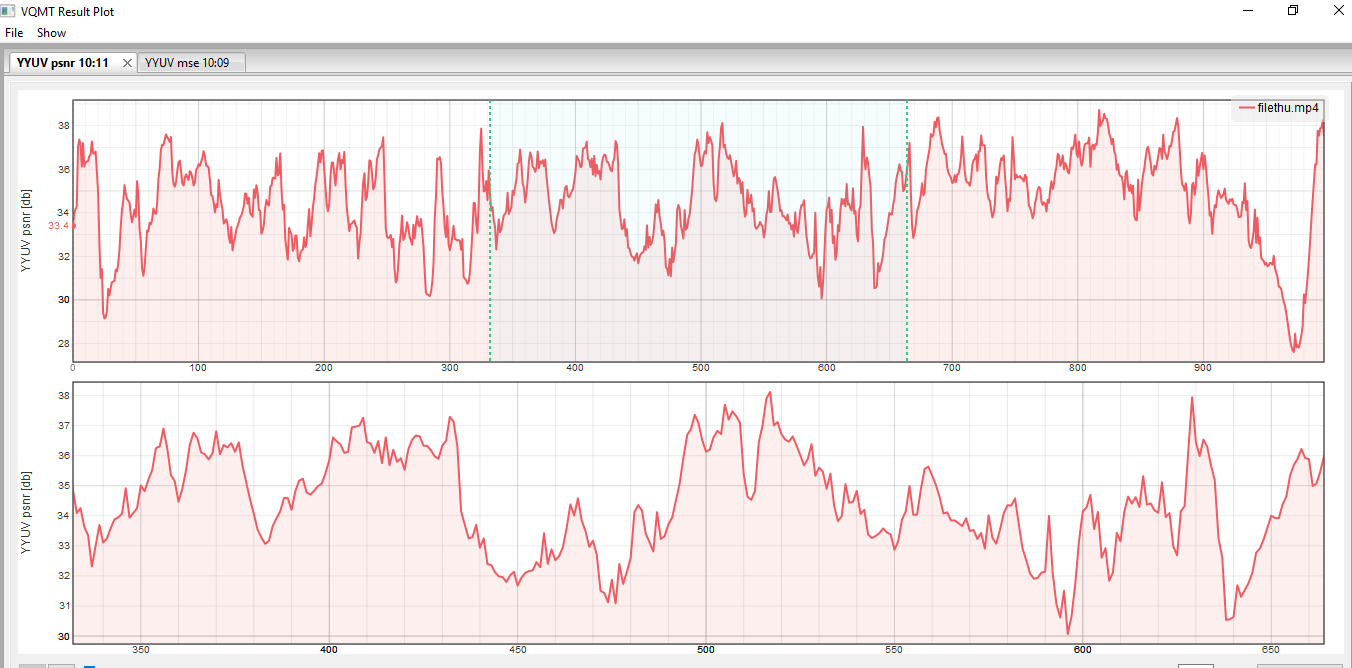 VQMT Result Plot
File Show
YYUV psnr 10:11 YYUV mse 10:09
filethu.mp4
YYUV psnr [db]
38
36
34
33.4
32
30
28
0 100 200 300 400 500 600 700 800 900
YYUV psnr [db]
38
37
36
35
34
33
32
31
30
350 400 450 500 550 600 650